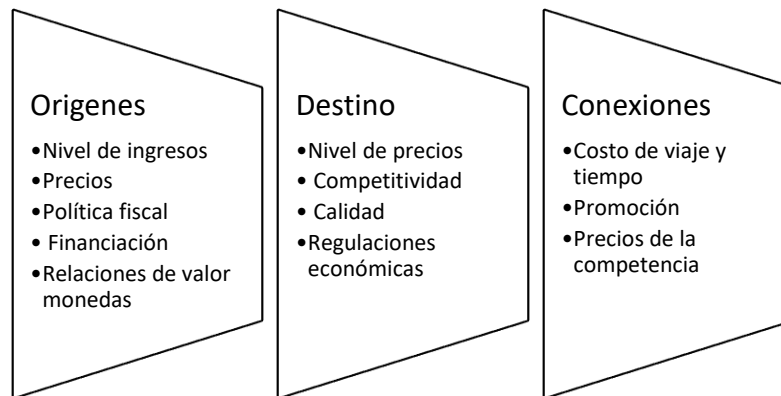 Origenes
•Nivel de ingresos
•Precios
•Política fiscal
• Financiación
•Relaciones de valor
monedas
Destino
•Nivel de precios
• Competitividad
• Calidad
•Regulaciones
económicas
Conexiones
•Costo de viaje y
tiempo
•Promoción
•Precios de la
competencia